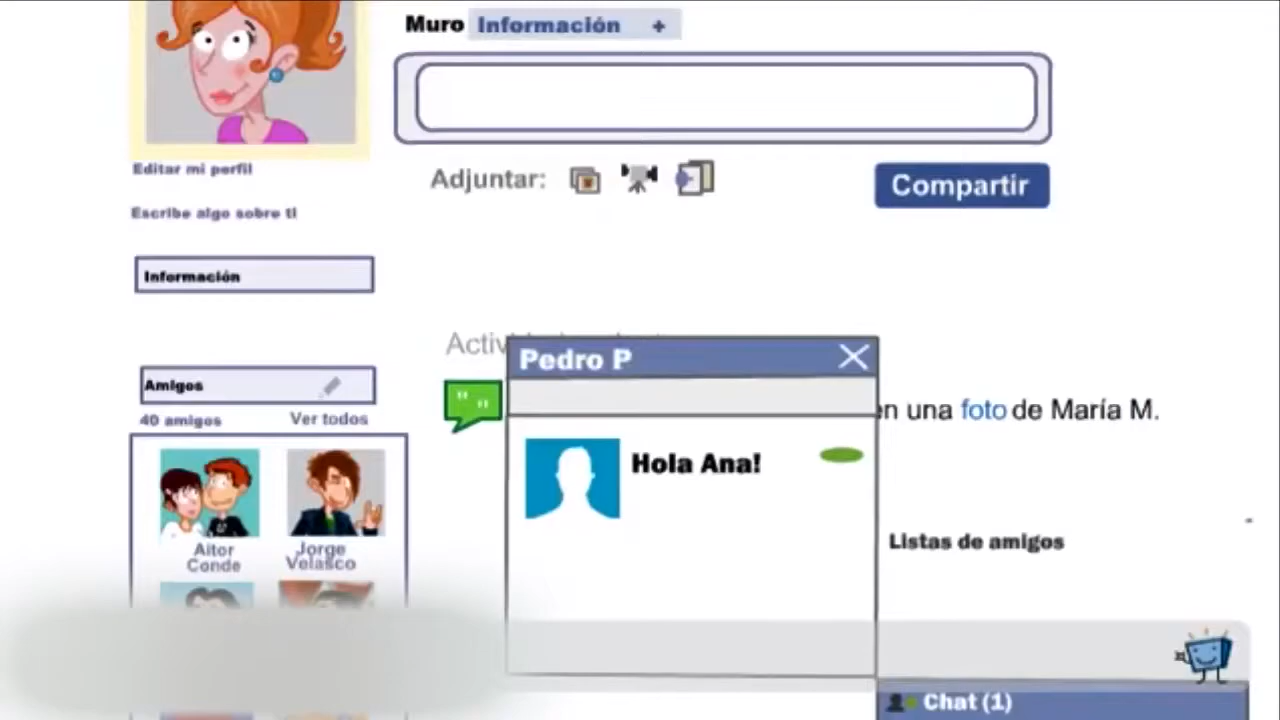 Muro Información +
Editar mi perfil
Escribe algo sobre ti
Adjuntar:
Compartir
Información
Amigos
40 amigos Ver todos
Aitor
Conde
Jorge
Velasco
Pedro P
Hola Ana!
en una foto de María M.
Listas de amigos
Chat (1)